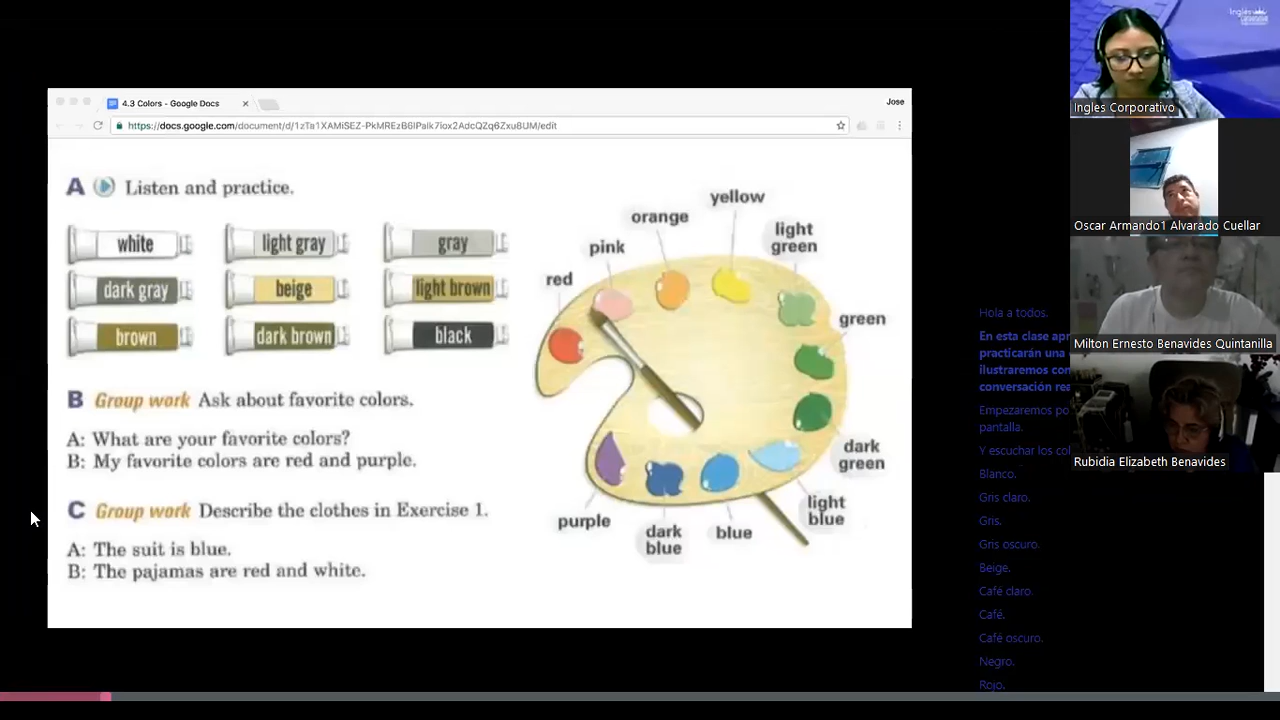 4.3 Colors - Google Docs
Jose
https://docs.google.com/document/d/1zTa1XAMiSEZ-PkMREzB6IPalk7iox2AdcQZq6Zxu8UM/edit
A Listen and practice.
white
light gray
gray
dark gray
beige
light brown
brown
dark brown
black
B Group work Ask about favorite colors.
A: What are your favorite colors?
B: My favorite colors are red and purple.
C Group work Describe the clothes in Exercise 1.
A: The suit is blue.
B: The pajamas are red and white.
yellow
orange
pink
light
green
red
green
dark
green
light
blue
purple
dark
blue
blue
Hola a todos.
En esta clase
practicarán una
ilustraremos
conversación
Empezaremos
pantalla.
Y escuchar los
Blanco.
Gris claro.
Gris.
Gris oscuro.
Beige.
Café claro.
Café.
Café oscuro.
Negro.
Rojo.
Ingles Corporativo
Oscar Armando1 Alvarado Cuellar
Milton Ernesto Benavides Quintanilla
Rubidia Elizabeth Benavides